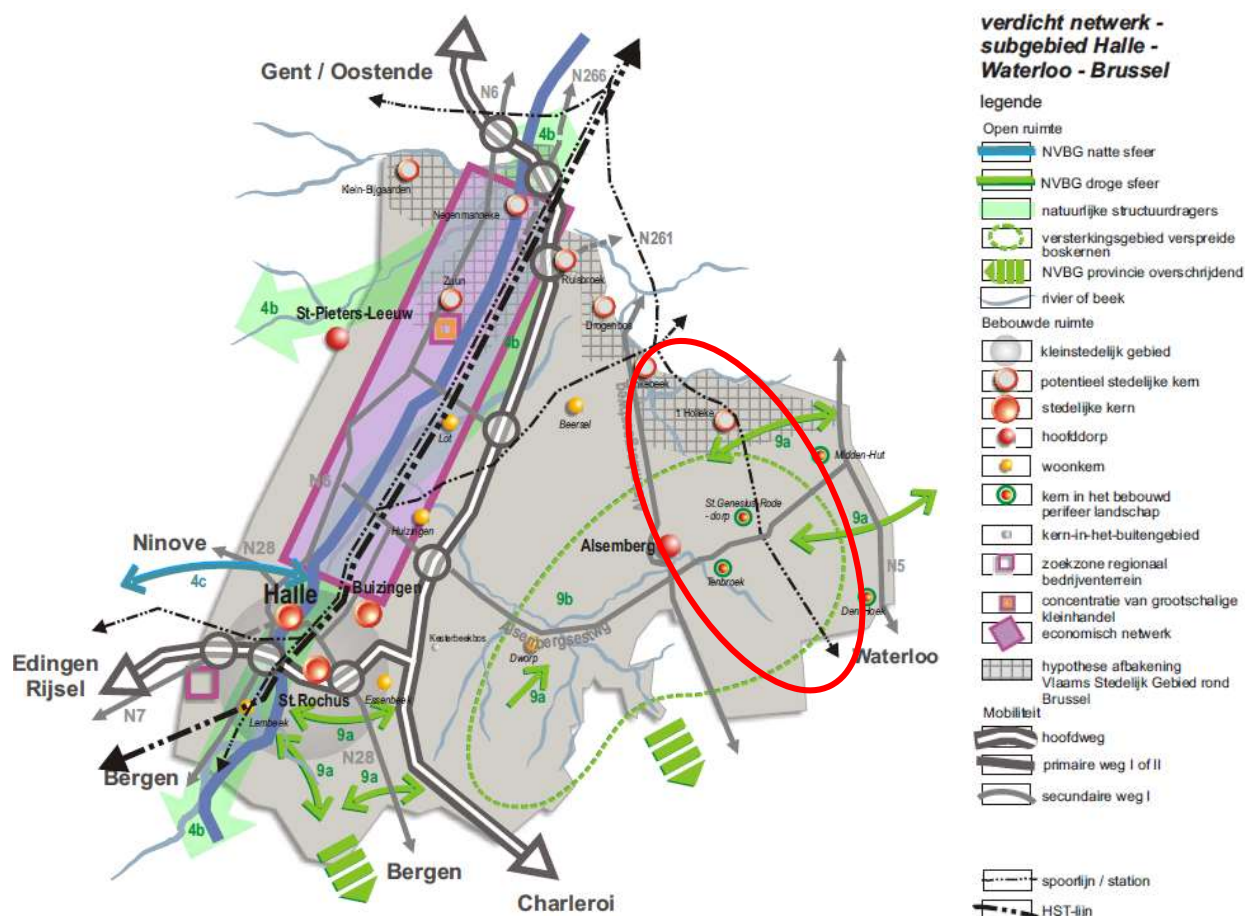 verdicht netwerk -
subgebied Halle -
Waterloo - Brussel
legende
Open ruimte
NVBG natte sfeer
NVBG droge sfeer
natuurlijke structuurdragers
versterkingsgebied verspreide
boskernen
NVBG provincie overschrijdend
rivier of beek
Bebouwde ruimte
kleinstedelijk gebied
potentieel stedelijke kern
stedelijke kern
hoofddorp
woonkern
kern in het bebouwd
perifeer landschap
kern-in-het-buitengebied
zoekzone regionaal
bedrijventerrein
concentratie van grootschalige
kleinhandel
economisch netwerk
hypothese afbakening
Vlaams Stedelijk Gebied rond
Brussel
Mobiliteit
hoofdweg
primaire weg I of II
secundaire weg I
spoorlijn / station
HST-lijn
Gent / Oostende
N6
N266
4b
Klein-Bijgaarden
Negenmanneke
N261
Ruisbroek
Zuun
4b
St-Pieters-Leeuw
Drogenbos
4b
't Holleke
Lot
Beersel
9a
Midden-Hut
N6
St.Genesius-Rode
- dorp
9a
Huizingen
Alsemberg
Ninove
N28
4c
Halle
Buizingen
Tenbroek
N5
9b
Den Hoek
Alsembergsestwg
Kesterbeekbos
Dworp
Waterloo
Edingen
Rijsel
St.Rochus
Essenbeek
9a
N7
Lembeek
9a
N28
Bergen
9a
9a
4b
Bergen
Charleroi